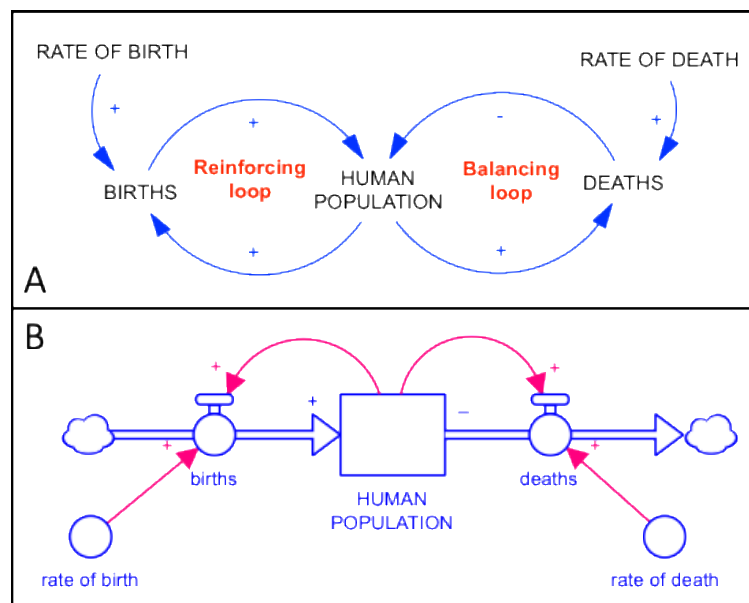 RATE OF BIRTH
RATE OF DEATH
+
+
-
+
Reinforcing
loop
Balancing
loop
BIRTHS
HUMAN
POPULATION
DEATHS
+
+
A
B
+
+
+
–
+
+
births
deaths
HUMAN
POPULATION
rate of birth
rate of death